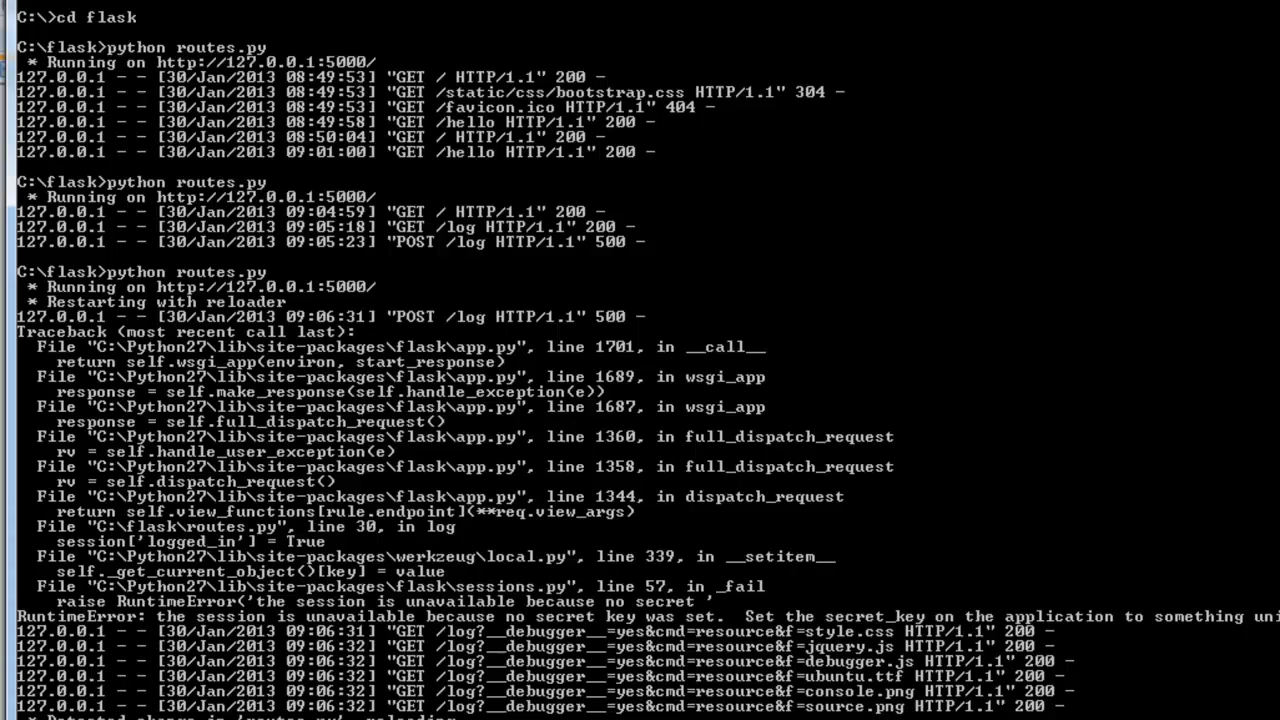 C:\>cd flask
C:\flask>python routes.py
* Running on http://127.0.0.1:5000/
127.0.0.1 - - [30/Jan/2013 08:49:53] "GET / HTTP/1.1" 200 -
127.0.0.1 - - [30/Jan/2013 08:49:53] "GET /static/css/bootstrap.css HTTP/1.1" 304 -
127.0.0.1 - - [30/Jan/2013 08:49:53] "GET /favicon.ico HTTP/1.1" 404 -
127.0.0.1 - - [30/Jan/2013 08:49:58] "GET /hello HTTP/1.1" 200 -
127.0.0.1 - - [30/Jan/2013 08:50:04] "GET / HTTP/1.1" 200 -
127.0.0.1 - - [30/Jan/2013 09:01:00] "GET /hello HTTP/1.1" 200 -
C:\flask>python routes.py
* Running on http://127.0.0.1:5000/
127.0.0.1 - - [30/Jan/2013 09:04:59] "GET / HTTP/1.1" 200 -
127.0.0.1 - - [30/Jan/2013 09:05:18] "GET /log HTTP/1.1" 200 -
127.0.0.1 - - [30/Jan/2013 09:05:23] "POST /log HTTP/1.1" 500 -
C:\flask>python routes.py
* Running on http://127.0.0.1:5000/
* Restarting with reloader
127.0.0.1 - - [30/Jan/2013 09:06:31] "POST /log HTTP/1.1" 500 -
Traceback (most recent call last):
File "C:\Python27\lib\site-packages\flask\app.py", line 1701, in __call__
return self.wsgi_app(environ, start_response)
File "C:\Python27\lib\site-packages\flask\app.py", line 1689, in wsgi_app
response = self.make_response(self.handle_exception(e))
File "C:\Python27\lib\site-packages\flask\app.py", line 1687, in wsgi_app
response = self.full_dispatch_request()
File "C:\Python27\lib\site-packages\flask\app.py", line 1360, in full_dispatch_request
rv = self.handle_user_exception(e)
File "C:\Python27\lib\site-packages\flask\app.py", line 1358, in full_dispatch_request
rv = self.dispatch_request()
File "C:\Python27\lib\site-packages\flask\app.py", line 1344, in dispatch_request
return self.view_functions[rule.endpoint](**req.view_args)
File "C:\flask\routes.py", line 30, in log
session['logged_in'] = True
File "C:\Python27\lib\site-packages\werkzeug\local.py", line 339, in __setitem__
self._get_current_object()[key] = value
File "C:\Python27\lib\site-packages\flask\sessions.py", line 57, in _fail
raise RuntimeError('the session is unavailable because no secret '
RuntimeError: the session is unavailable because no secret key was set.  Set the secret_key on the application to something uni
127.0.0.1 - - [30/Jan/2013 09:06:31] "GET /log?__debugger__=yes&cmd=resource&f=style.css HTTP/1.1" 200 -
127.0.0.1 - - [30/Jan/2013 09:06:32] "GET /log?__debugger__=yes&cmd=resource&f=jquery.js HTTP/1.1" 200 -
127.0.0.1 - - [30/Jan/2013 09:06:32] "GET /log?__debugger__=yes&cmd=resource&f=debugger.js HTTP/1.1" 200 -
127.0.0.1 - - [30/Jan/2013 09:06:32] "GET /log?__debugger__=yes&cmd=resource&f=ubuntu.ttf HTTP/1.1" 200 -
127.0.0.1 - - [30/Jan/2013 09:06:32] "GET /log?__debugger__=yes&cmd=resource&f=console.png HTTP/1.1" 200 -
127.0.0.1 - - [30/Jan/2013 09:06:32] "GET /log?__debugger__=yes&cmd=resource&f=source.png HTTP/1.1" 200 -
* Detected change in 'routes.py', reloading